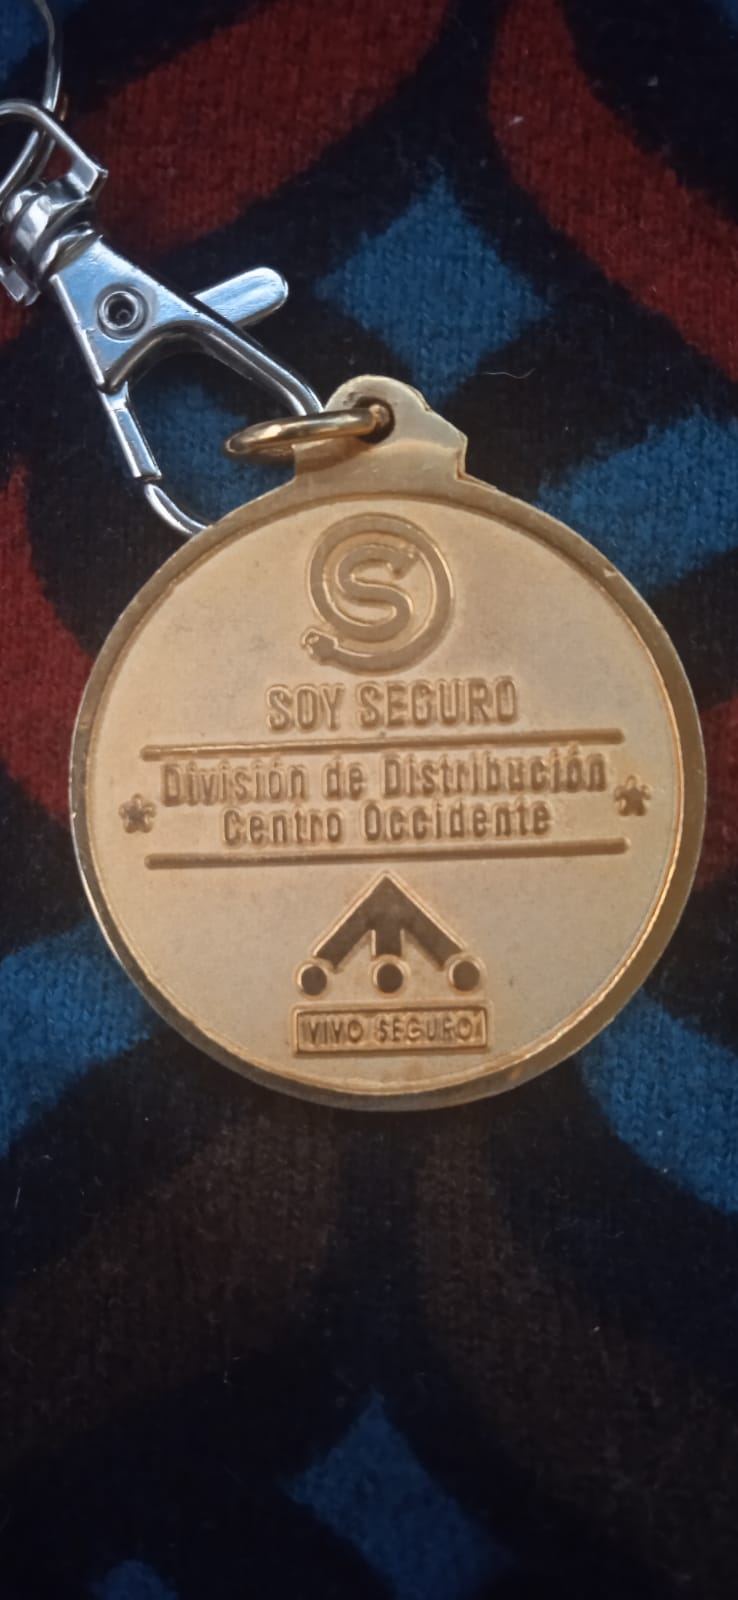 S
SOY SEGURO
División de Distribución
Centro Occidente
¡VIVO SEGURO!